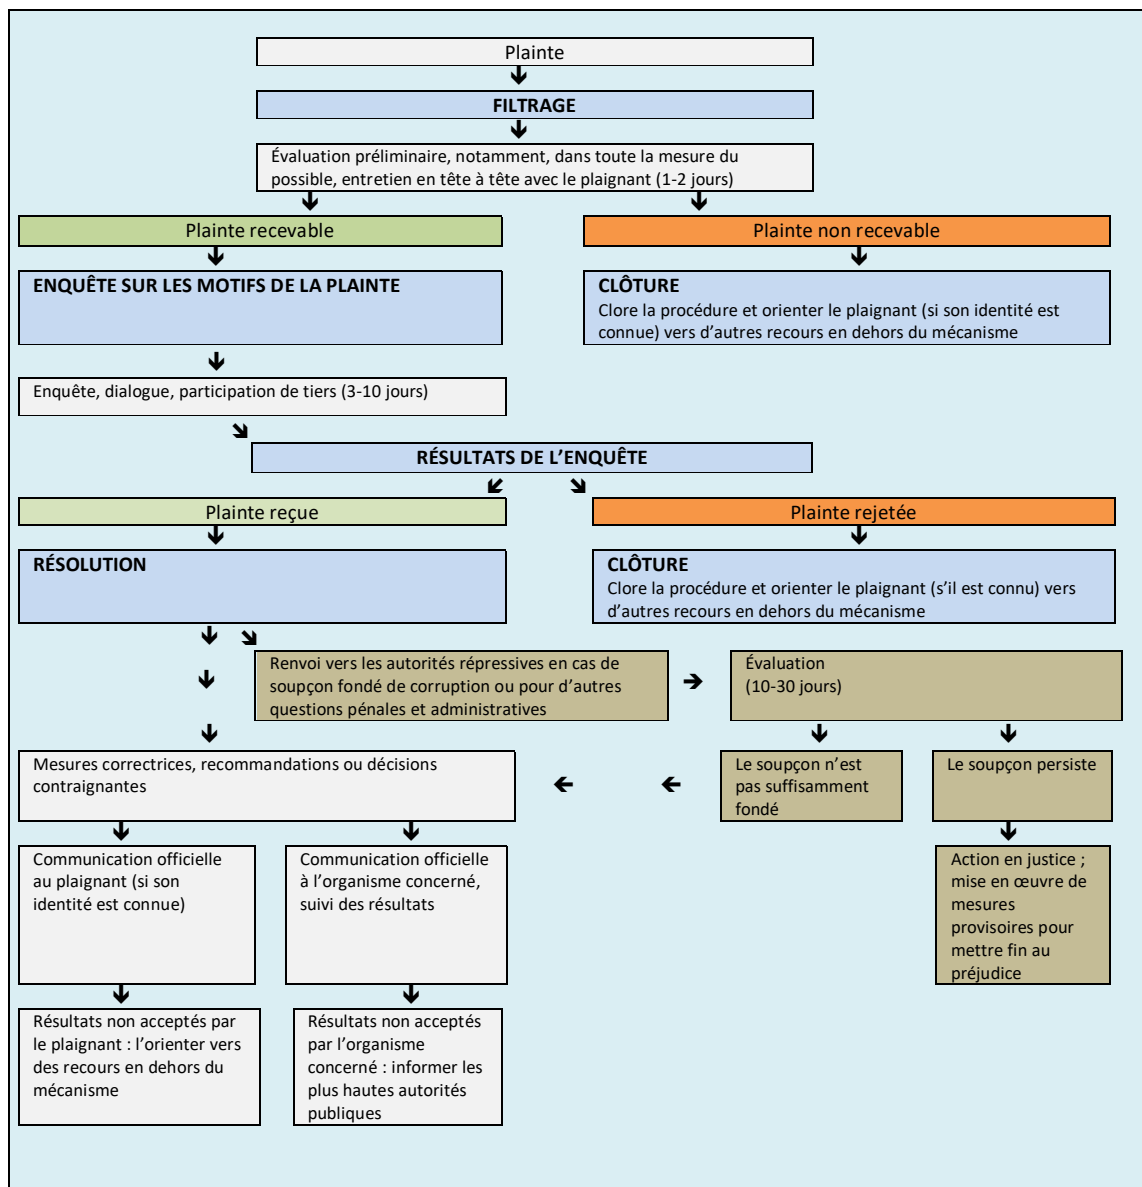 Plainte
FILTRAGE
Évaluation préliminaire, notamment, dans toute la mesure du
possible, entretien en tête à tête avec le plaignant (1-2 jours)
Plainte recevable
Plainte non recevable
ENQUÊTE SUR LES MOTIFS DE LA PLAINTE
CLÔTURE
Clore la procédure et orienter le plaignant (si son identité est
connue) vers d’autres recours en dehors du mécanisme
Enquête, dialogue, participation de tiers (3-10 jours)
RÉSULTATS DE L’ENQUÊTE
Plainte reçue
Plainte rejetée
RÉSOLUTION
CLÔTURE
Clore la procédure et orienter le plaignant (s’il est connu) vers
d’autres recours en dehors du mécanisme
Renvoi vers les autorités répressives en cas de
soupçon fondé de corruption ou pour d’autres
questions pénales et administratives
Évaluation
(10-30 jours)
Mesures correctrices, recommandations ou décisions
contraignantes
Le soupçon n’est
pas suffisamment
fondé
Le soupçon persiste
Communication officielle
au plaignant (si son
identité est connue)
Communication officielle
à l’organisme concerné,
suivi des résultats
Action en justice ;
mise en œuvre de
mesures
provisoires pour
mettre fin au
préjudice
Résultats non acceptés par
le plaignant : l’orienter vers
des recours en dehors du
mécanisme
Résultats non acceptés
par l’organisme
concerné : informer les
plus hautes autorités
publiques